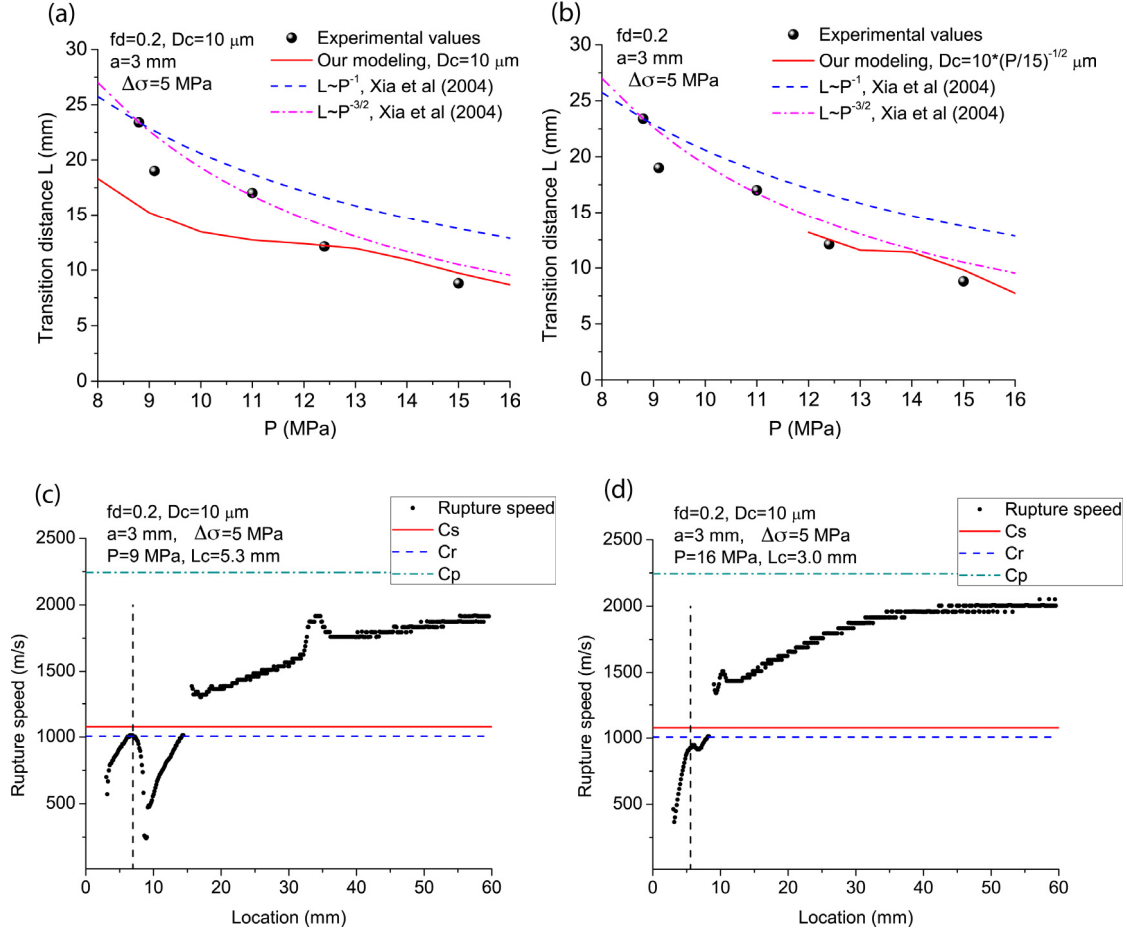 (a)
fd=0.2, Dc=10 μm
a=3 mm
Δσ=5 MPa
Experimental values
Our modeling, Dc=10 μm
L~P-1, Xia et al (2004)
L~P-3/2, Xia et al (2004)
Transition distance L (mm)
30
25
20
15
10
5
0
8 9 10 11 12 13 14 15 16
P (MPa)
(b)
fd=0.2
a=3 mm
Δσ=5 MPa
Experimental values
Our modeling, Dc=10*(P/15)-1/2 μm
L~P-1, Xia et al (2004)
L~P-3/2, Xia et al (2004)
Transition distance L (mm)
30
25
20
15
10
5
0
8 9 10 11 12 13 14 15 16
P (MPa)
(c)
fd=0.2, Dc=10 μm
a=3 mm, Δσ=5 MPa
P=9 MPa, Lc=5.3 mm
Rupture speed
Cs
Cr
Cp
Rupture speed (m/s)
2500
2000
1500
1000
500
0 10 20 30 40 50 60
Location (mm)
(d)
fd=0.2, Dc=10 μm
a=3 mm, Δσ=5 MPa
P=16 MPa, Lc=3.0 mm
Rupture speed
Cs
Cr
Cp
Rupture speed (m/s)
2500
2000
1500
1000
500
0 10 20 30 40 50 60
Location (mm)